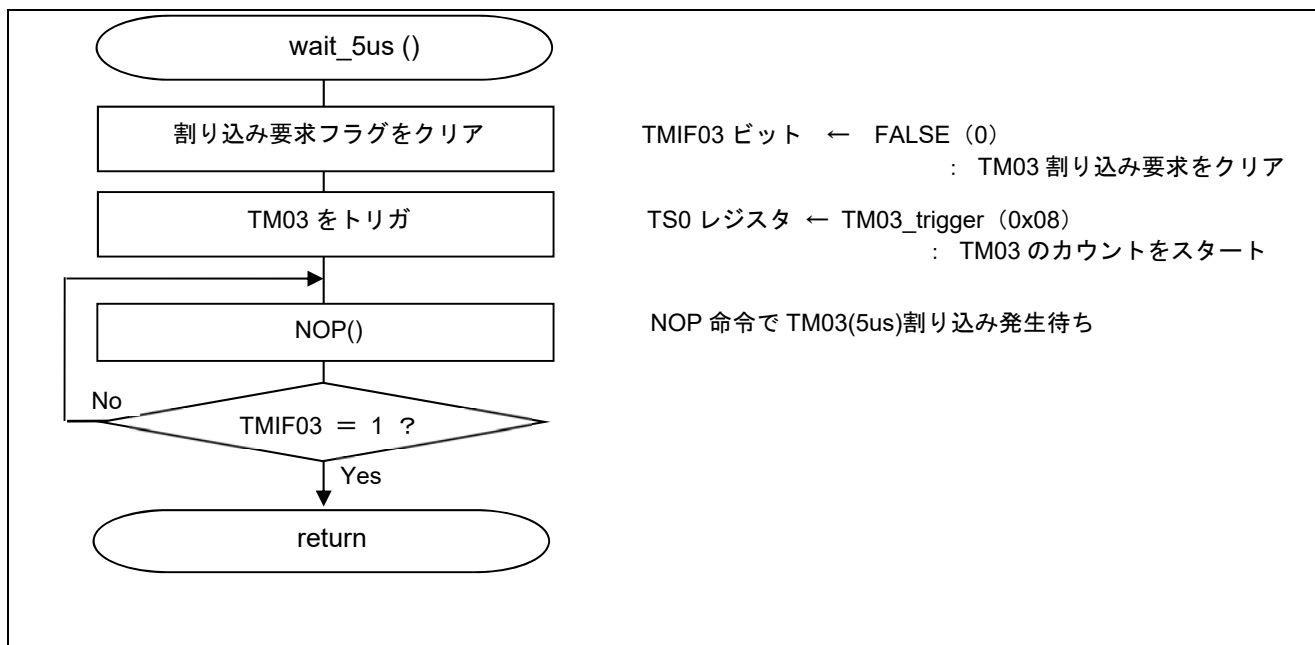 wait_5us ()
割り込み要求フラグをクリア
TMIF03 ビット ← FALSE（0）
： TM03 割り込み要求をクリア
TM03 をトリガ
TS0 レジスタ ← TM03_trigger（0x08）
： TM03 のカウントをスタート
NOP()
NOP 命令で TM03(5us)割り込み発生待ち
No
TMIF03 ＝ 1 ？
Yes
return